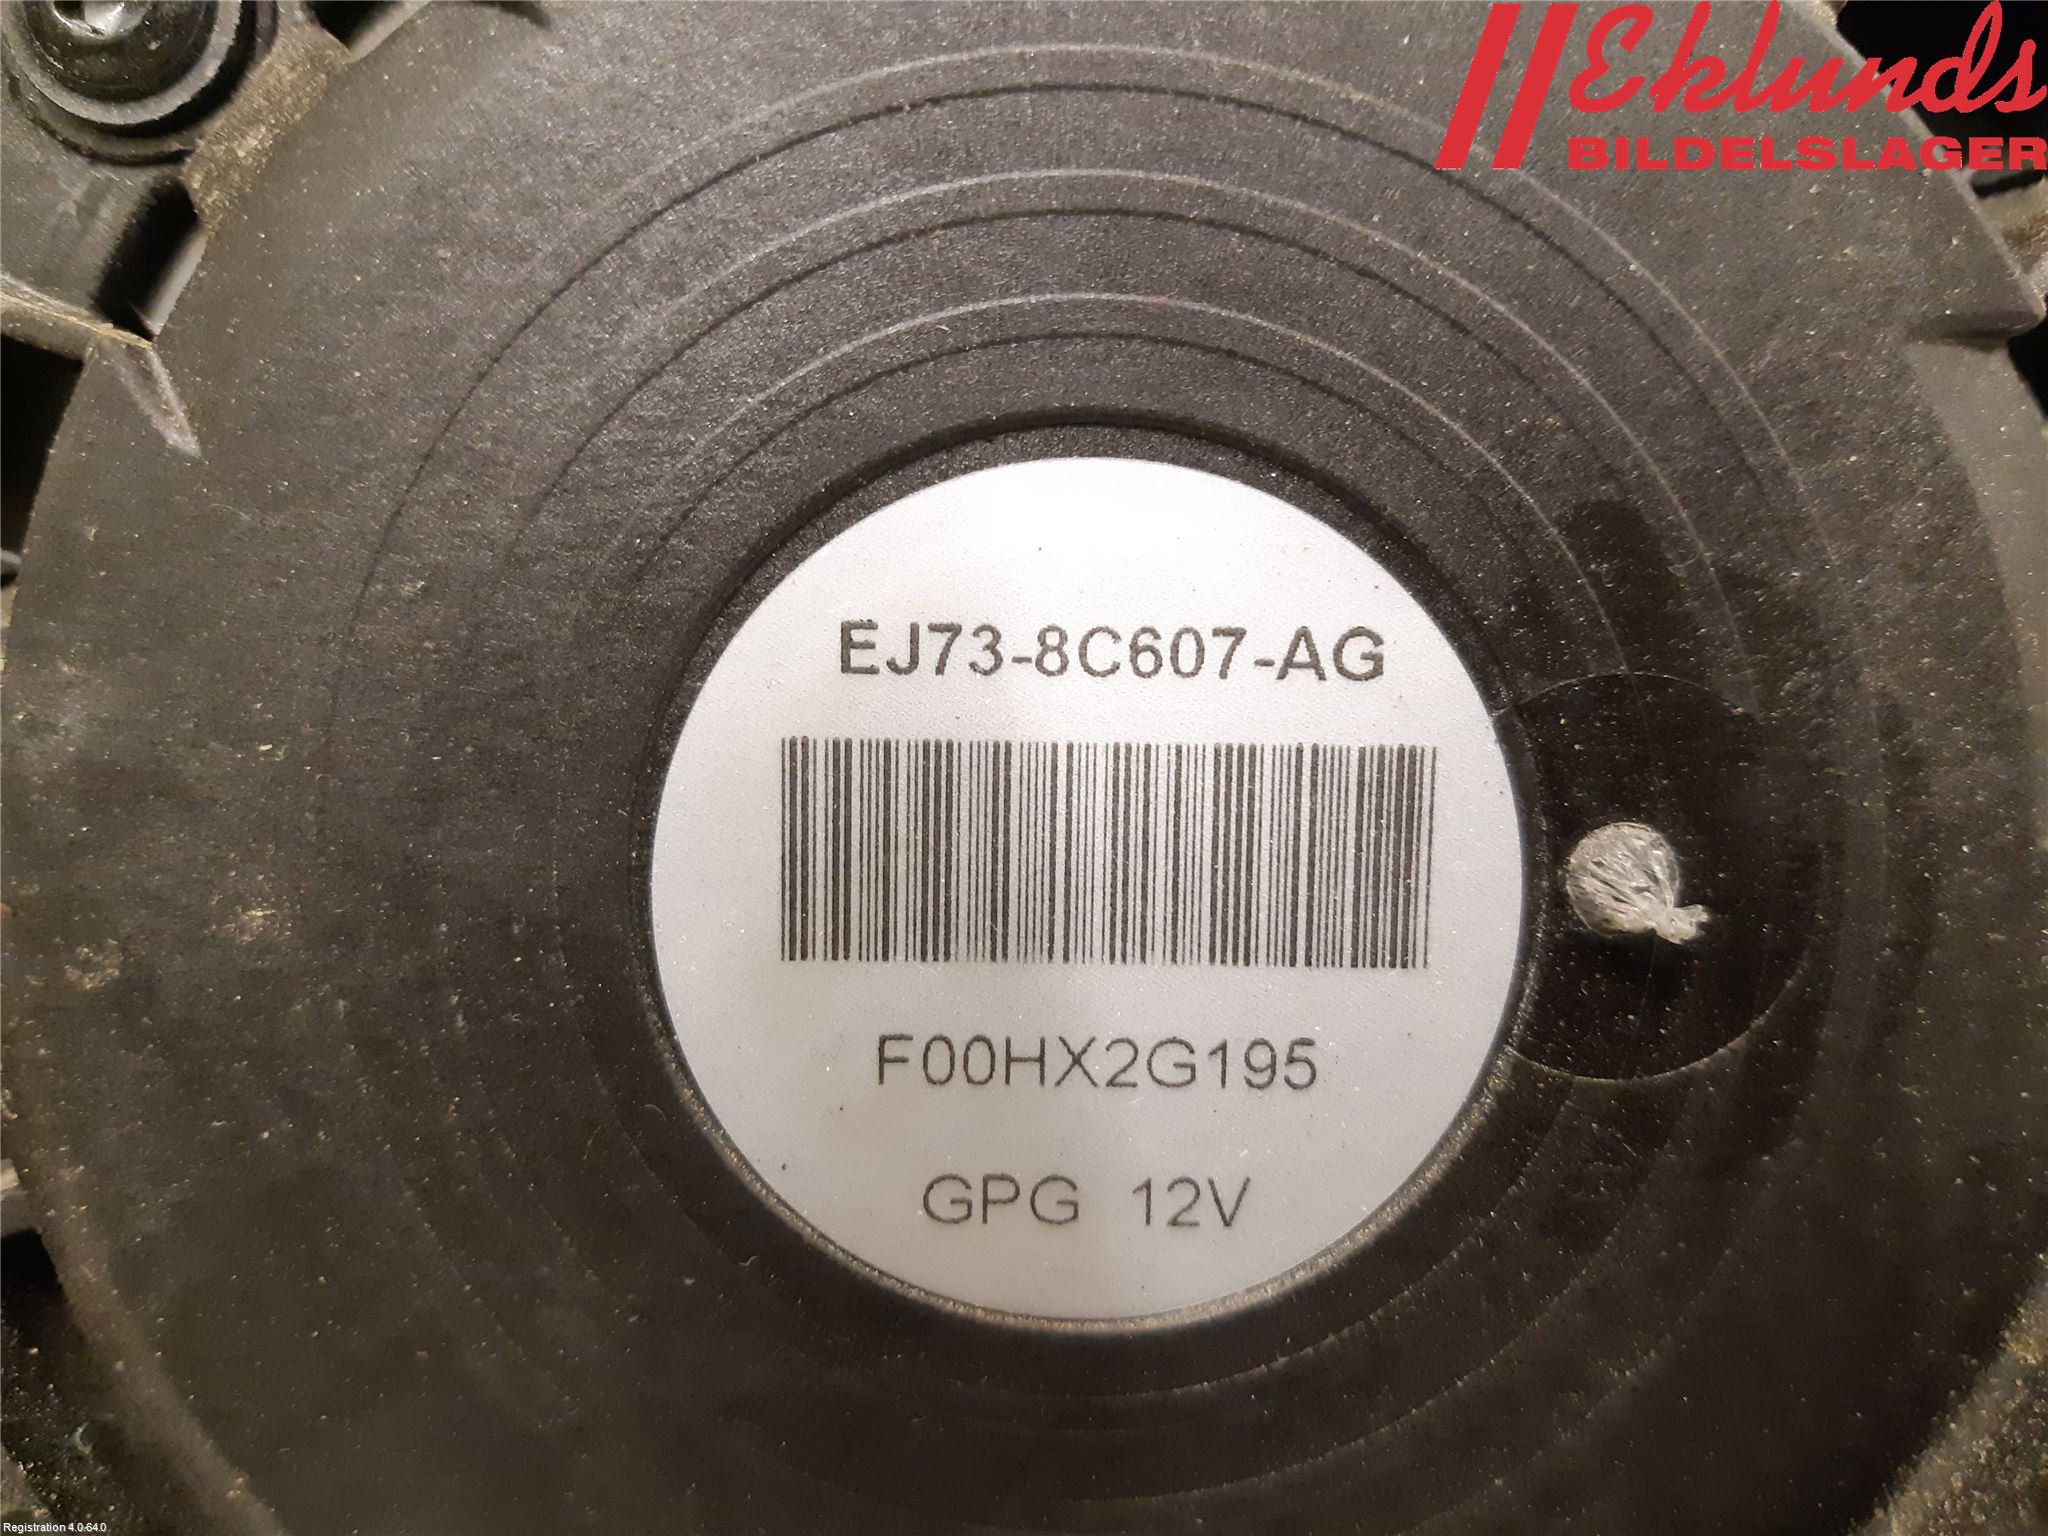 Eklunds
BILDELSLAGER
EJ73-8C607-AG
F00HX2G195
GPG 12V
Registration 4.0.64.0